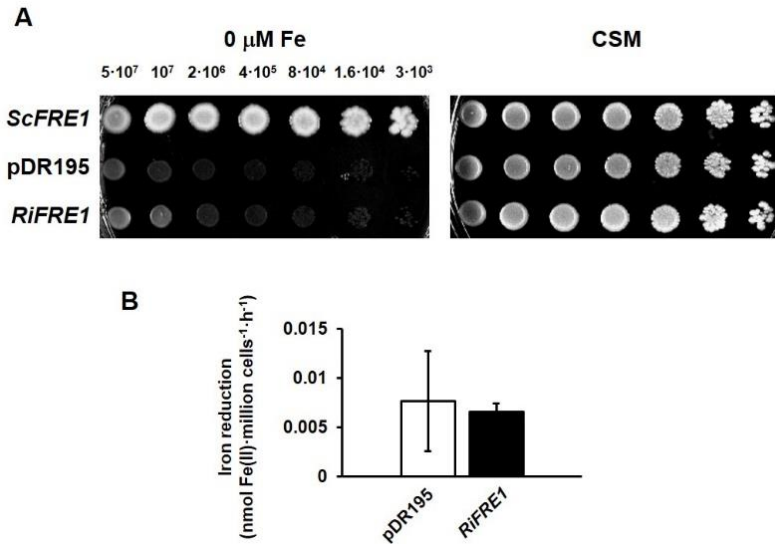 A
0 μM Fe
CSM
5·10⁷ 10⁷ 2·10⁶ 4·10⁵ 8·10⁴ 1.6·10⁴ 3·10³
ScFRE1
pDR195
RiFRE1
B
Iron reduction
(nmol Fe(II)·million cells⁻¹·h⁻¹)
0.015
0.01
0.005
0
pDR195
RiFRE1